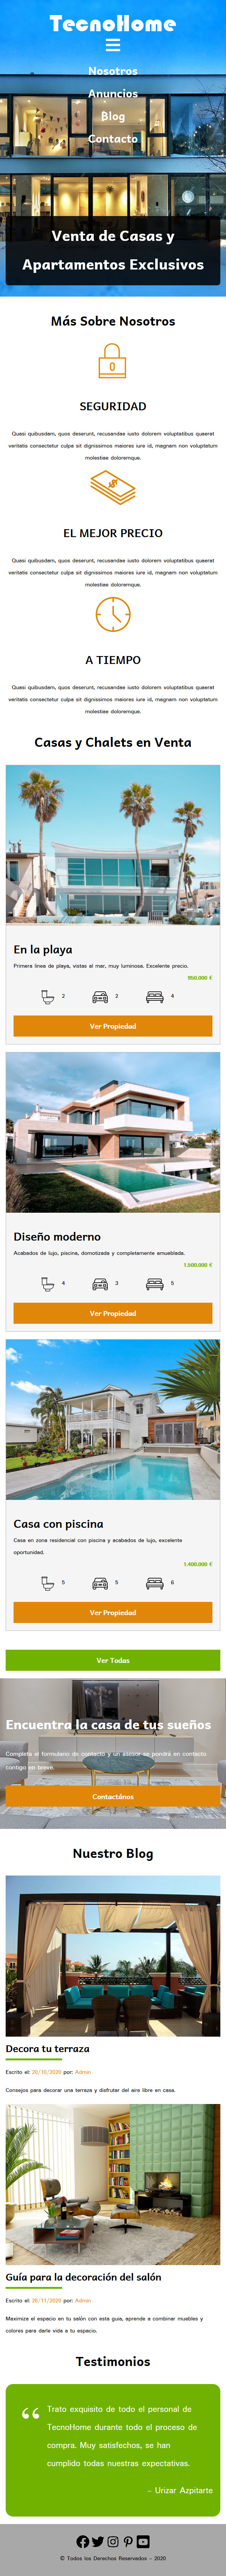 TecnoHome
Nosotros
Anuncios
Blog
Contacto
Venta de Casas y
Apartamentos Exclusivos
Más Sobre Nosotros
SEGURIDAD
Quasi quibusdam, quos deserunt, recusandae iusto dolorem voluptatibus quaerat
veritatis consectetur culpa sit dignissimos maiores iure id, magnam non voluptatum
molestiae doloremque.
EL MEJOR PRECIO
Quasi quibusdam, quos deserunt, recusandae iusto dolorem voluptatibus quaerat
veritatis consectetur culpa sit dignissimos maiores iure id, magnam non voluptatum
molestiae doloremque.
A TIEMPO
Quasi quibusdam, quos deserunt, recusandae iusto dolorem voluptatibus quaerat
veritatis consectetur culpa sit dignissimos maiores iure id, magnam non voluptatum
molestiae doloremque.
Casas y Chalets en Venta
En la playa
Primera linea de playa, vistas al mar, muy luminosa. Excelente precio.
950.000 €
2 2 4
Ver Propiedad
Diseño moderno
Acabados de lujo, piscina, domotizada y completamente amueblada.
1.500.000 €
4 3 5
Ver Propiedad
Casa con piscina
Casa en zona residencial con piscina y acabados de lujo, excelente
oportunidad.
1.400.000 €
5 5 6
Ver Propiedad
Ver Todas
Encuentra la casa de tus sueños
Completa el formulario de contacto y un asesor se pondrá en contacto
contigo en breve.
Contactános
Nuestro Blog
Decora tu terraza
Escrito el: 20/10/2020 por: Admin
Consejos para decorar una terraza y disfrutar del aire libre en casa.
Guía para la decoración del salón
Escrito el: 26/11/2020 por: Admin
Maximiza el espacio en tu salón con esta guia, aprende a combinar muebles y
colores para darle vida a tu espacio.
Testimonios
“ Trato exquisito de todo el personal de
TecnoHome durante todo el proceso de
compra. Muy satisfechos, se han
cumplido todas nuestras expectativas.
- Urizar Azpitarte
© Todos los Derechos Reservados - 2020